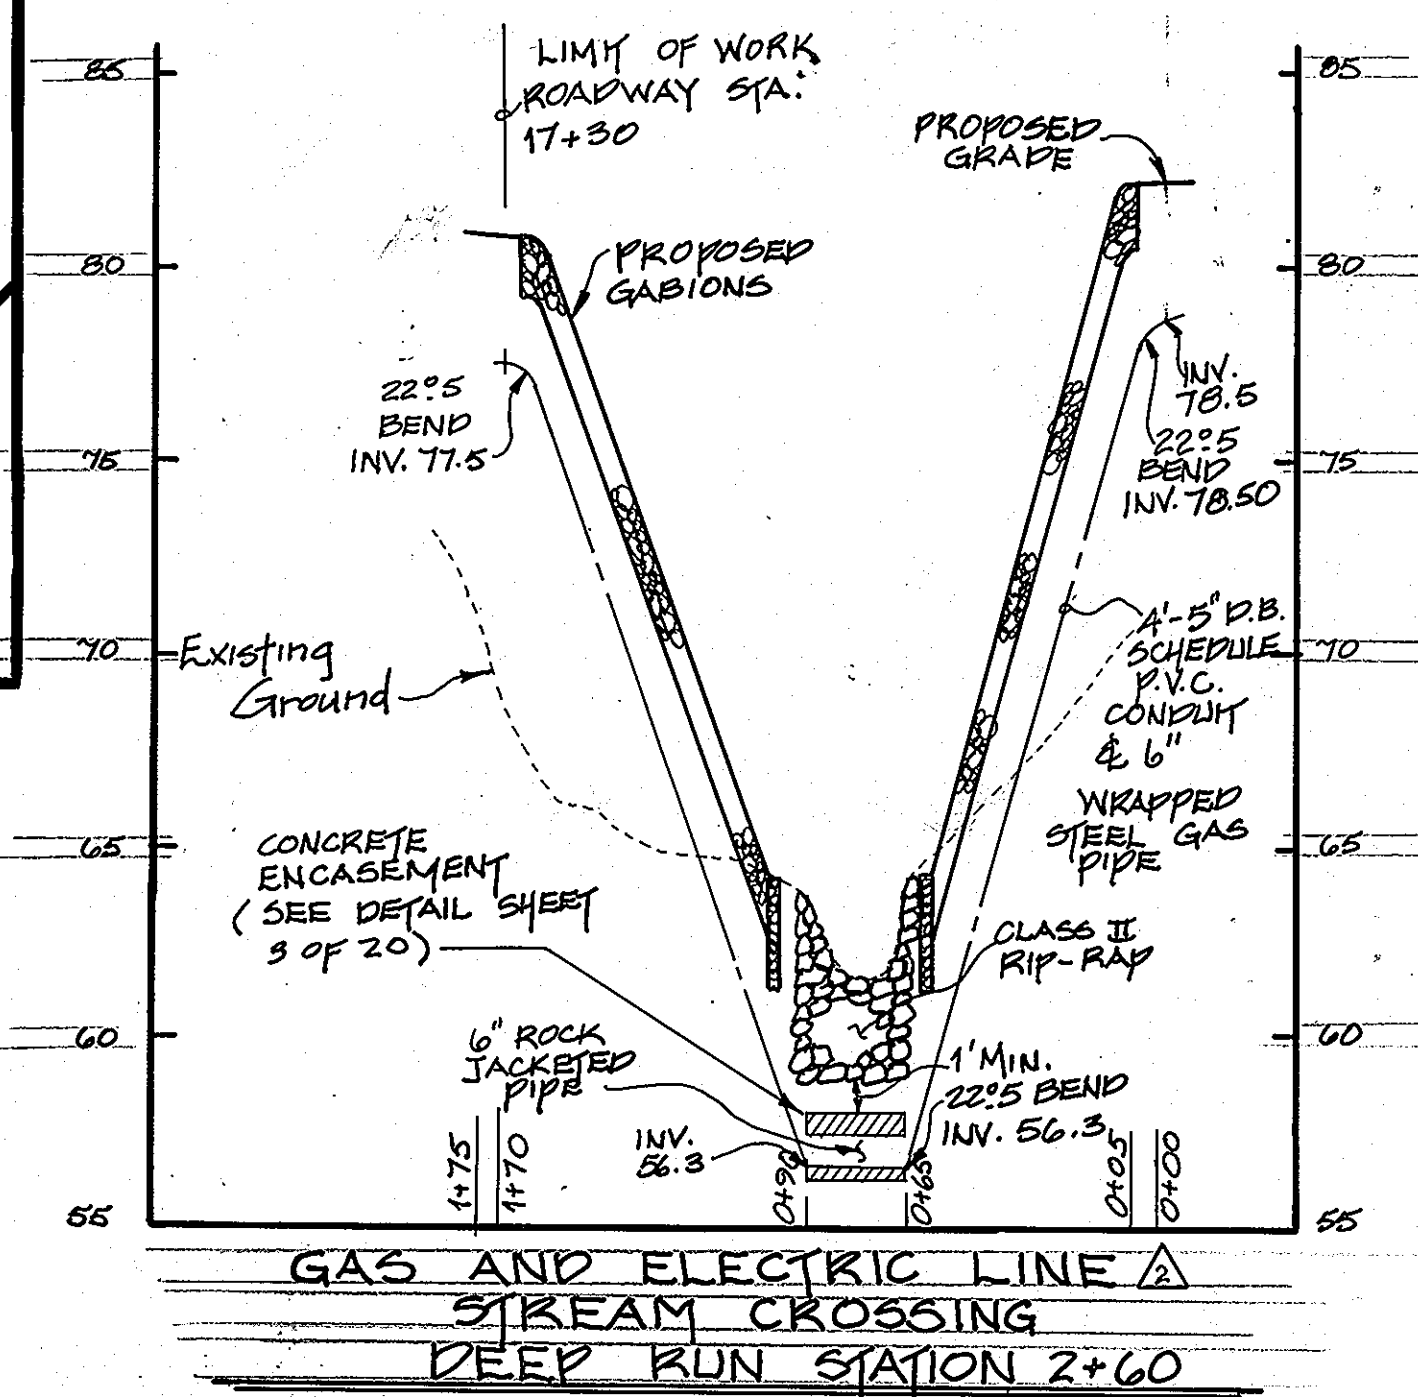 LIMIT OF WORK
ROADWAY STA:
17+30
PROPOSED
GRADE
PROPOSED
GABIONS
85
80
75
70
65
60
55
85
80
75
70
65
60
55
22°.5
BEND
INV. 77.5
INV.
78.5
22°.5
BEND
INV. 78.50
Existing
Ground
4'-5" D.B.
SCHEDULE
P.V.C.
CONDUIT
& 6"
WRAPPED
STEEL GAS
PIPE
CONCRETE
ENCASEMENT
(SEE DETAIL SHEET
3 OF 20)
CLASS II
RIP-RAP
6" ROCK
JACKETED
PIPE
1' MIN.
22°.5 BEND
INV. 56.3
INV.
56.3
1+75
1+70
0+90
0+65
0+05
0+00
GAS AND ELECTRIC LINE 2
STREAM CROSSING
DEEP RUN STATION 2+60